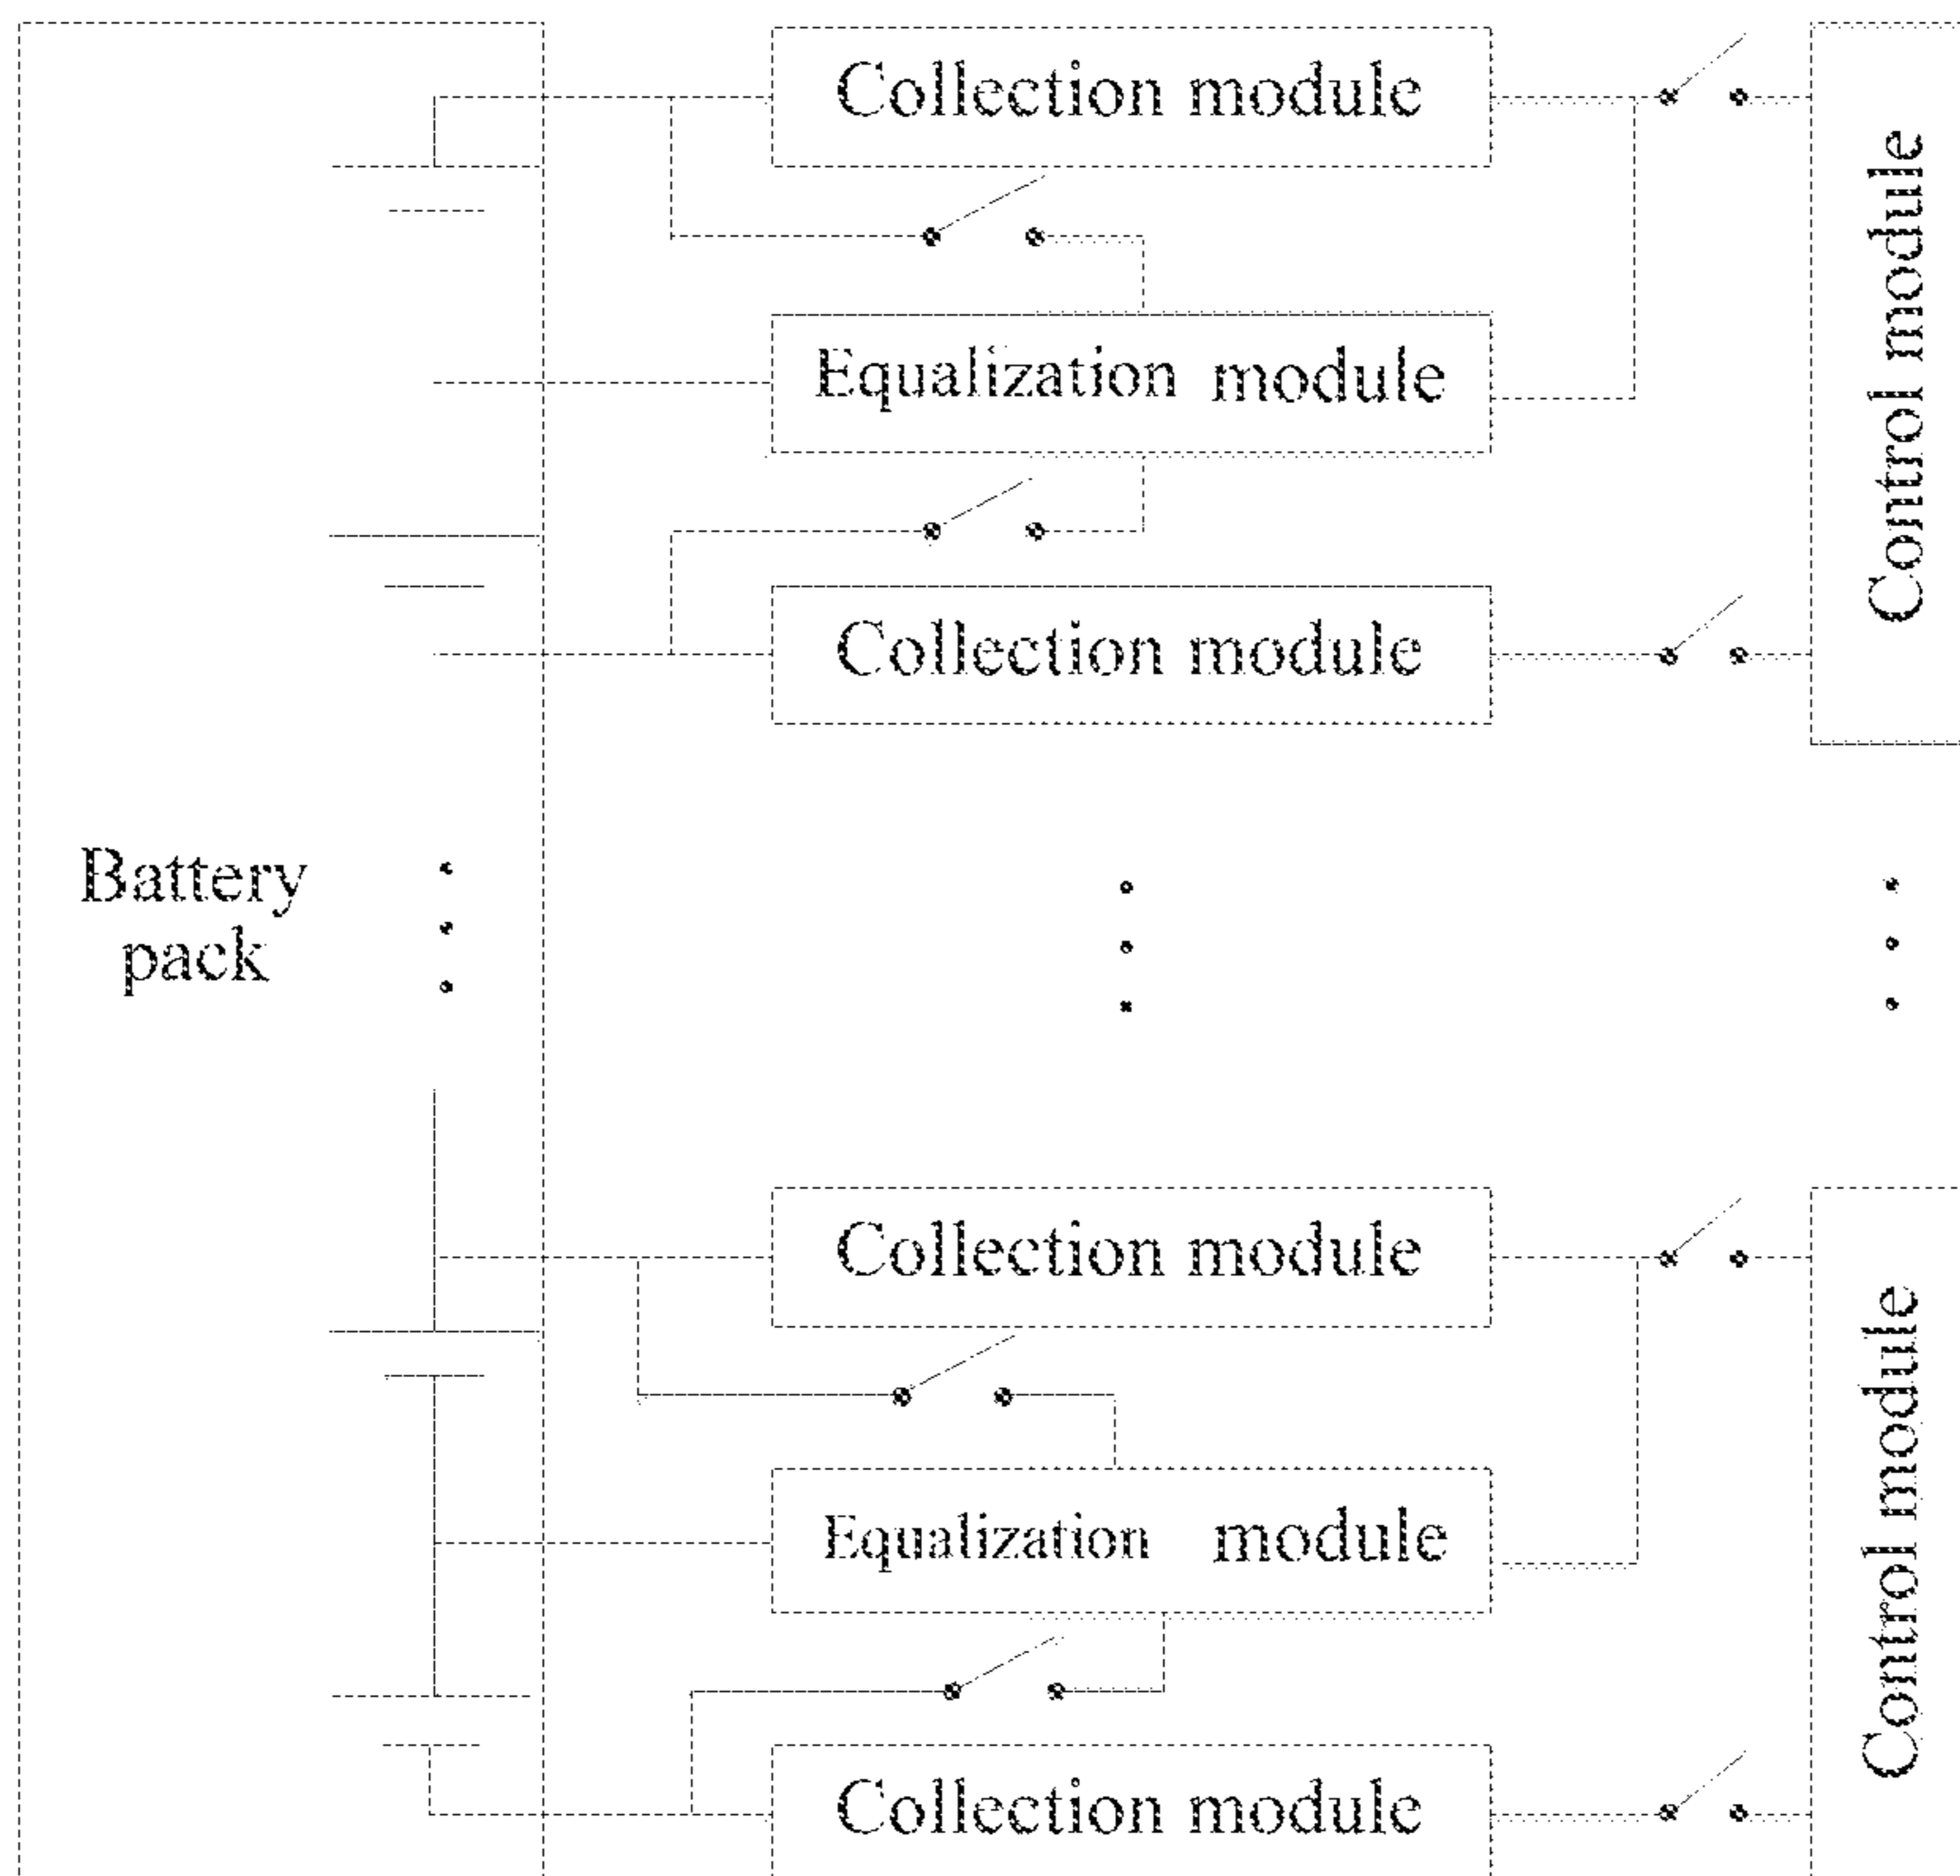 Collection module
Equalization module
Collection module
Control module
Battery
pack
Collection module
Equalization module
Collection module
Control module